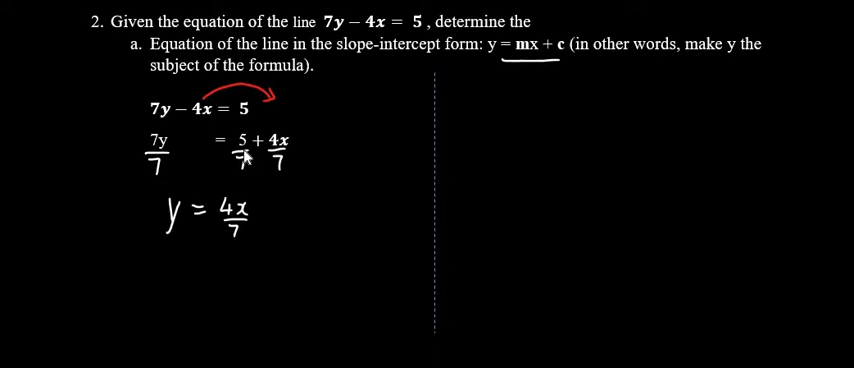 2. Given the equation of the line 7y − 4x = 5 , determine the
a. Equation of the line in the slope-intercept form: y = mx + c (in other words, make y the
subject of the formula).
7y − 4x = 5
7y/7 = 5/7 + 4x/7
y = 4x/7